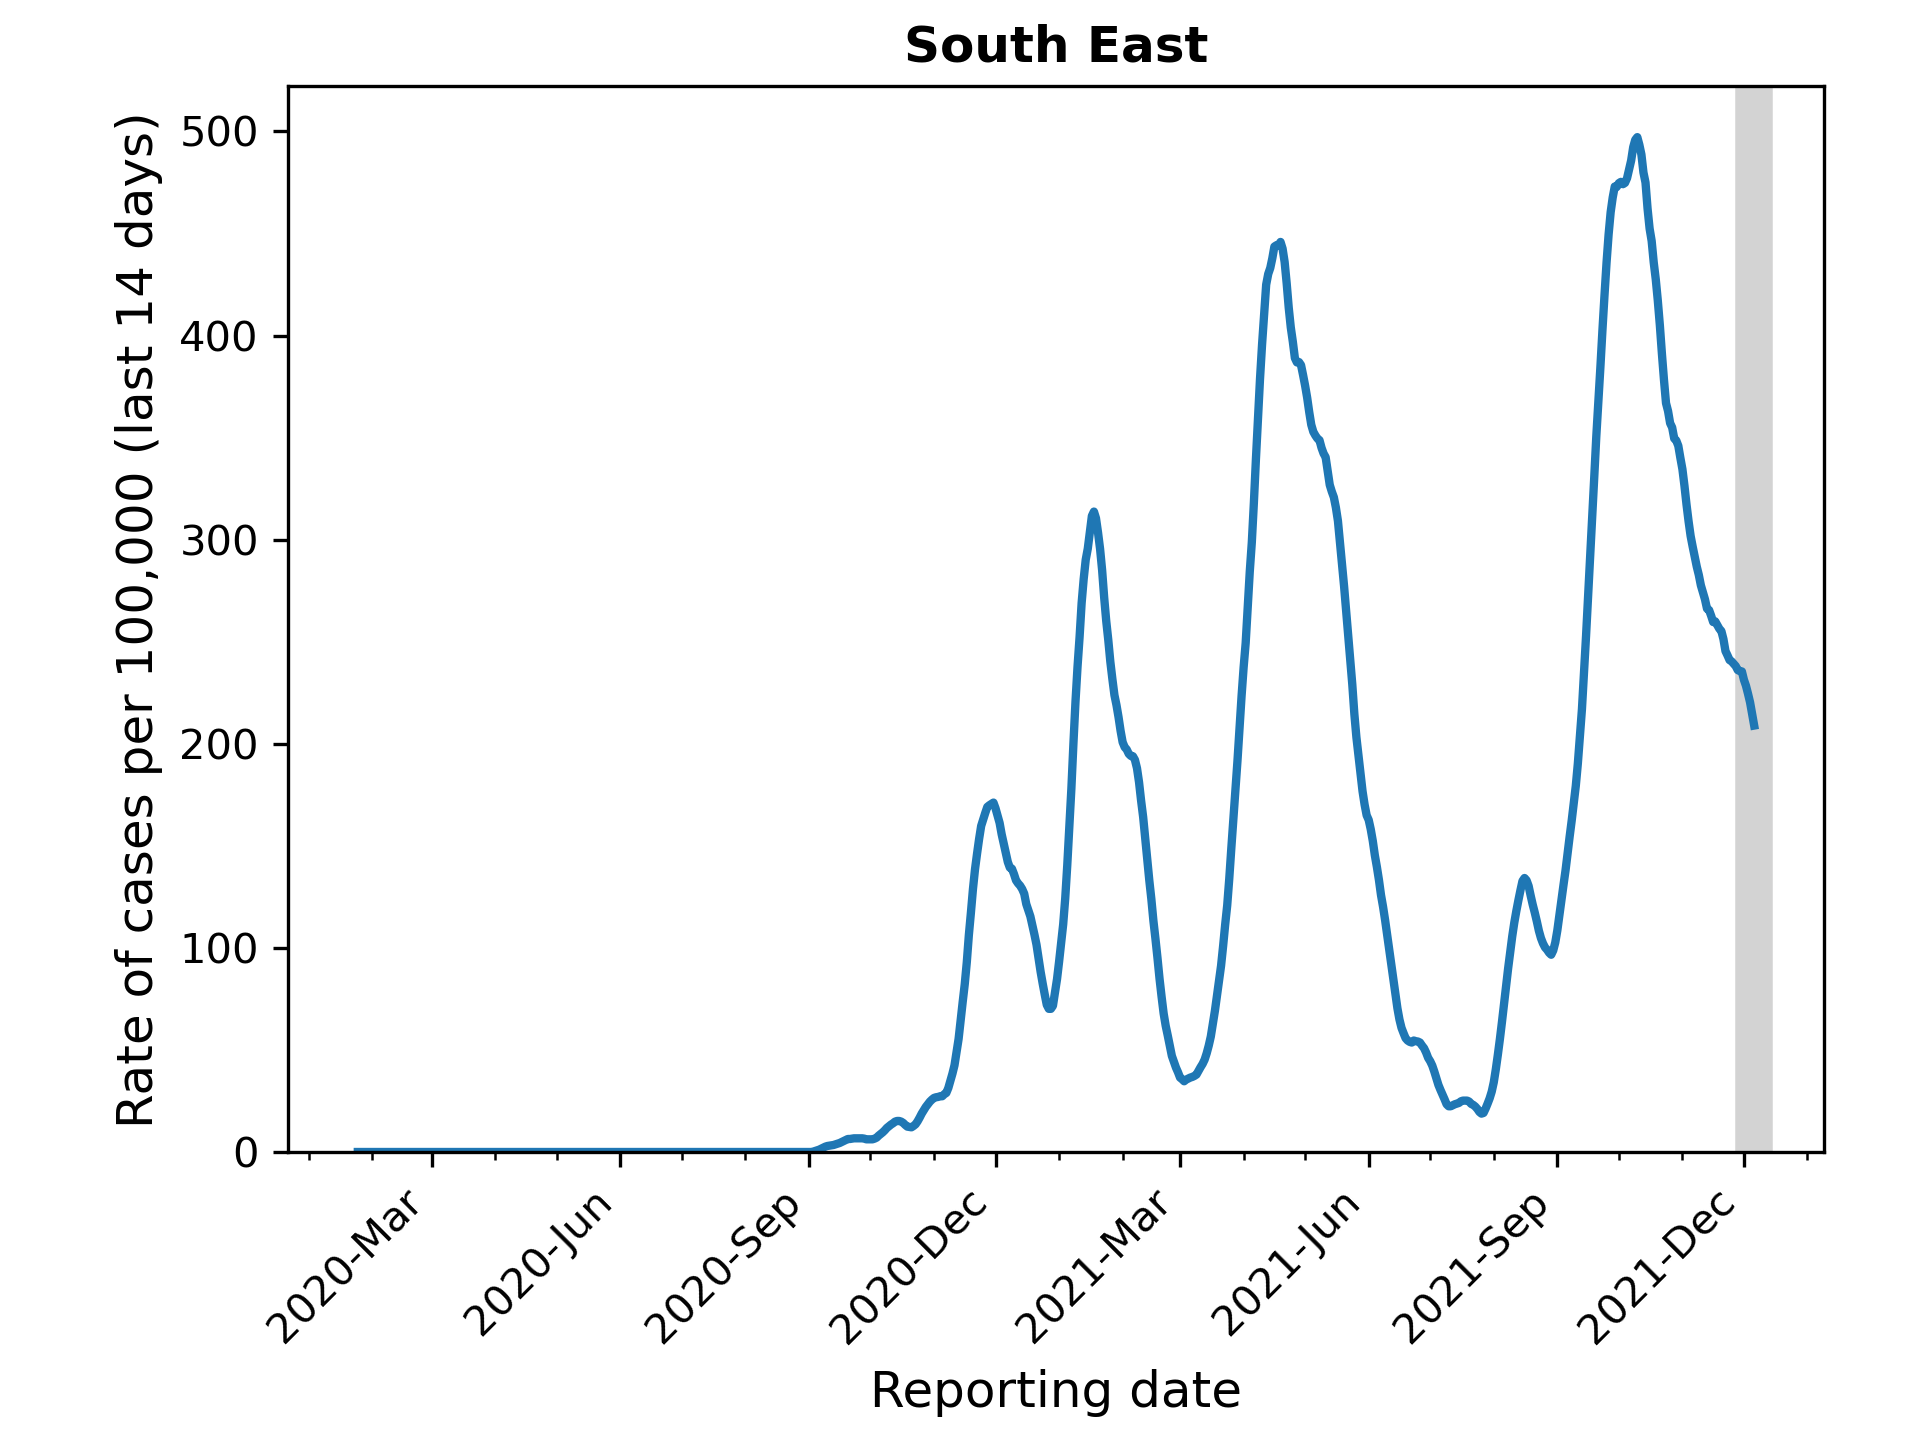 South East
Rate of cases per 100,000 (last 14 days)
500
400
300
200
100
0
2020-Mar
2020-Jun
2020-Sep
2020-Dec
2021-Mar
2021-Jun
2021-Sep
2021-Dec
Reporting date